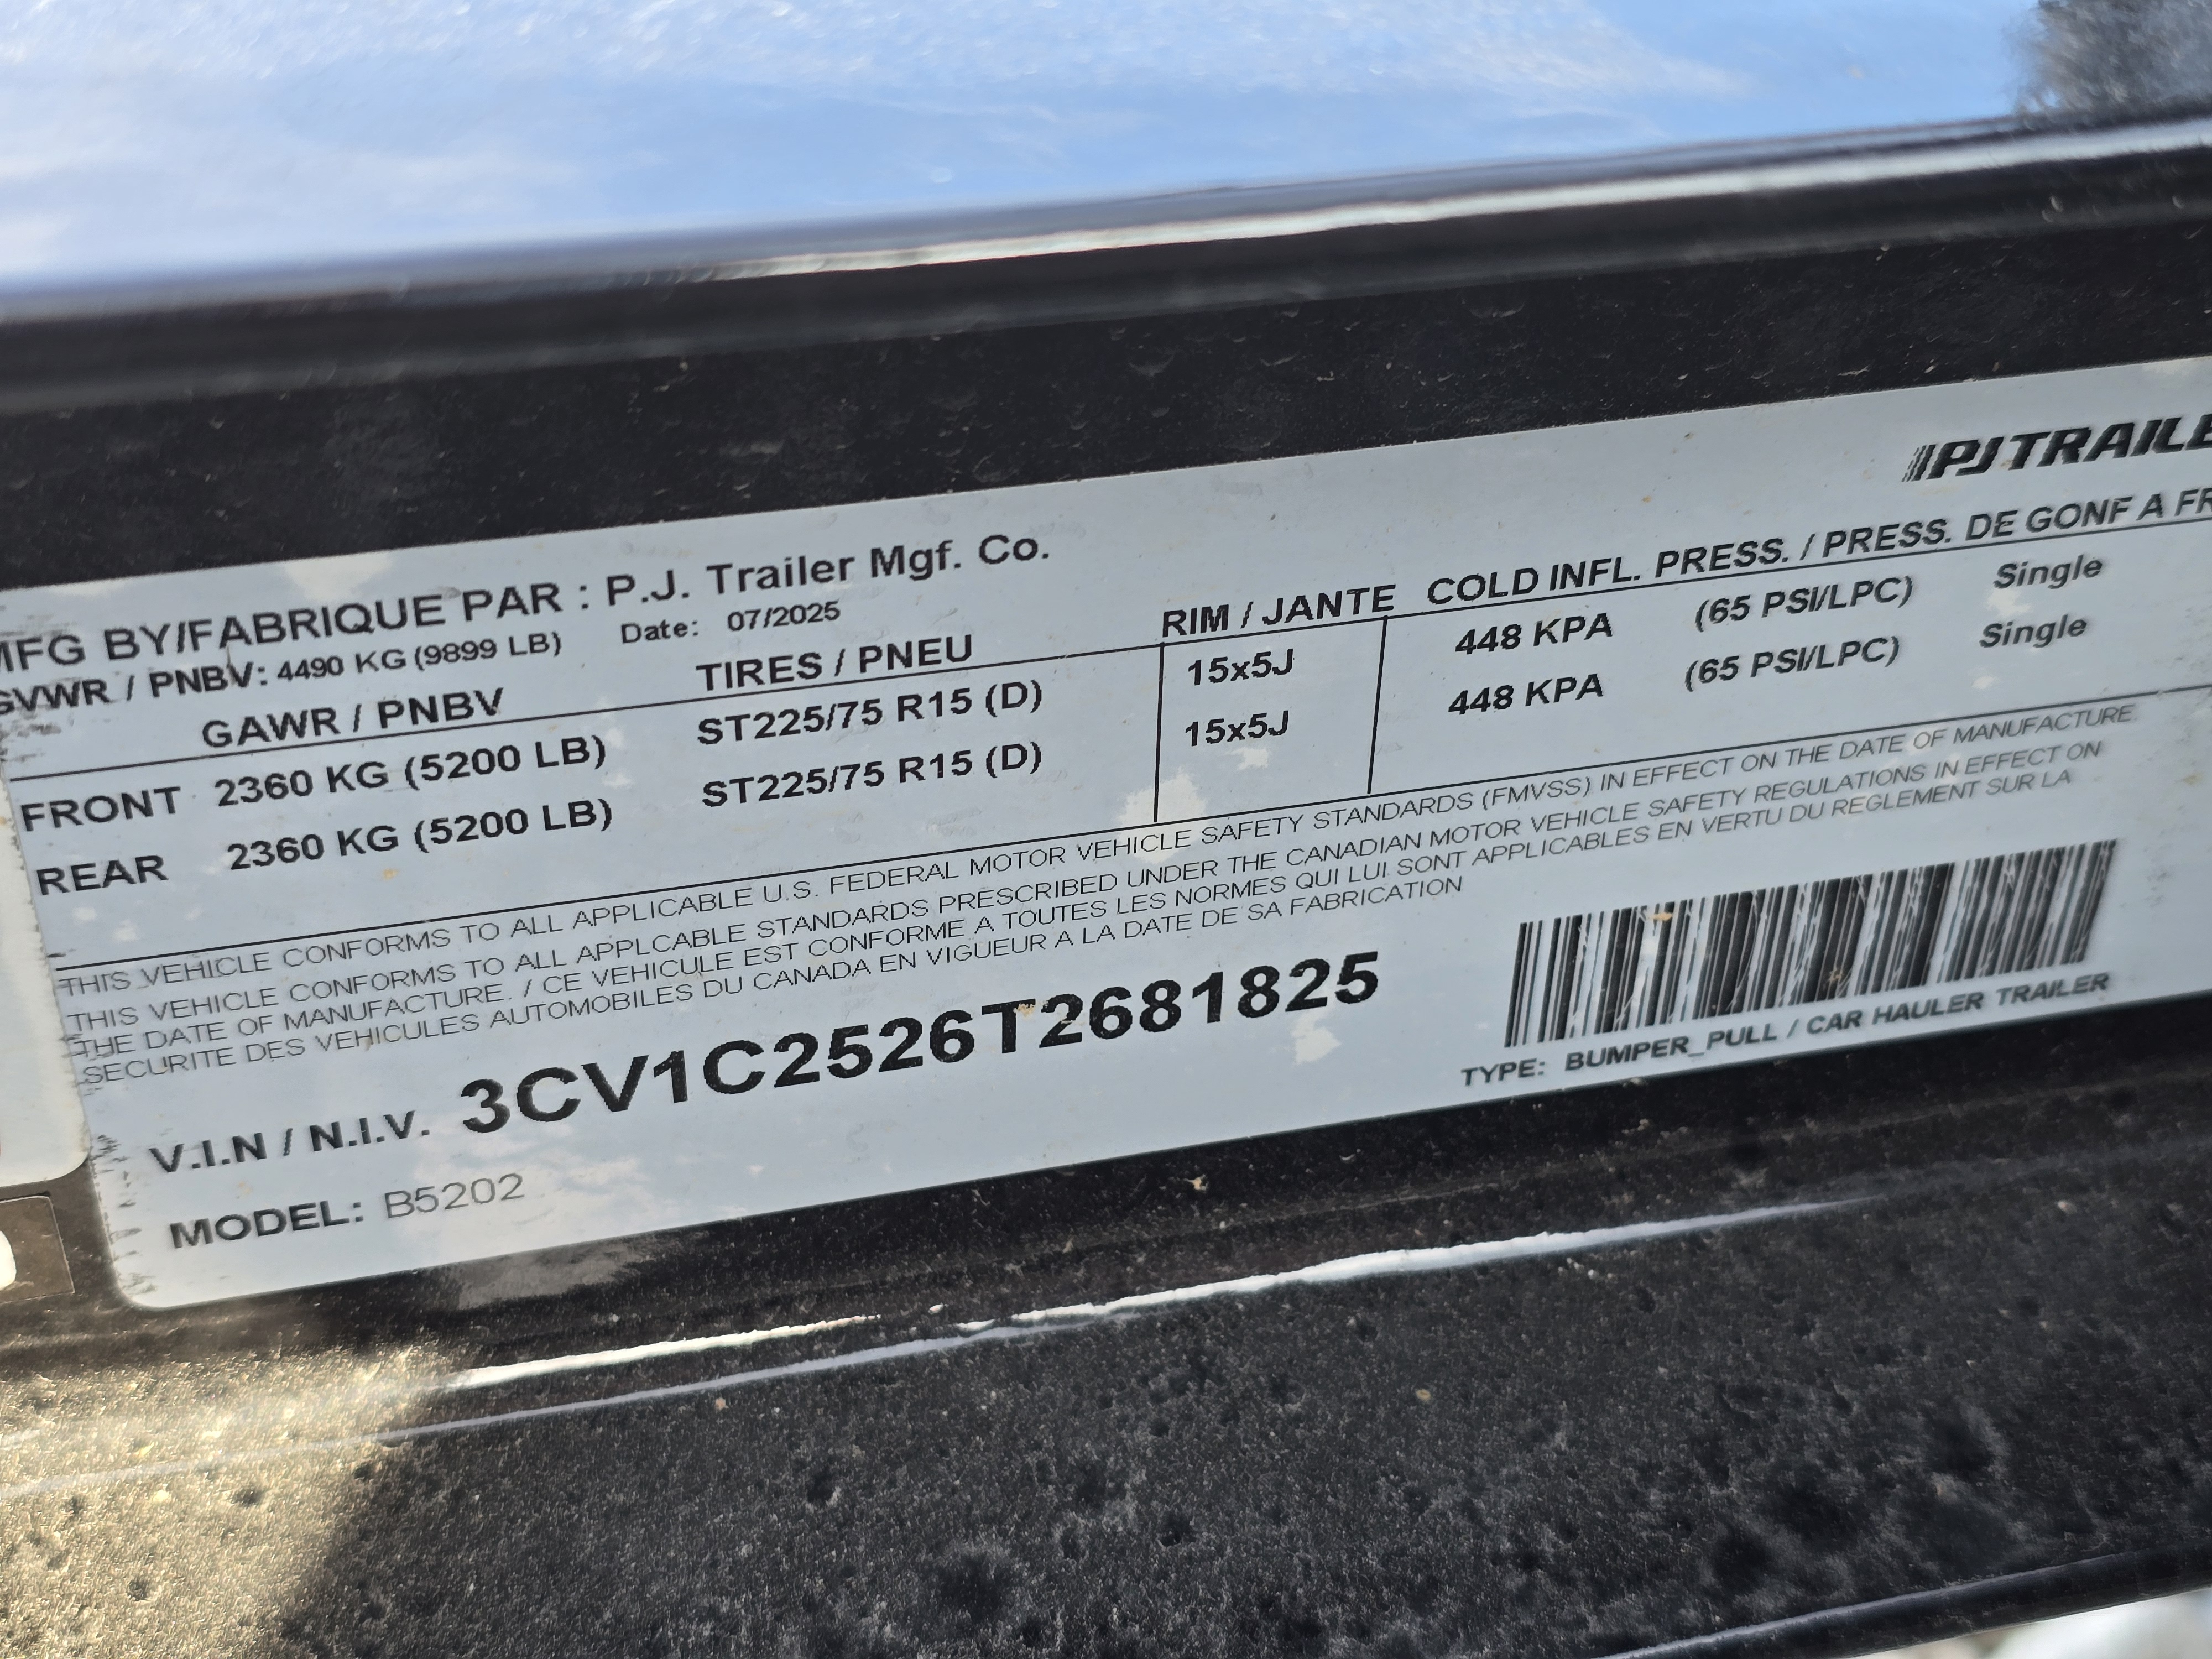 PJTRAILE
MFG BY/FABRIQUE PAR : P.J. Trailer Mgf. Co.
GVWR / PNBV: 4490 KG (9899 LB) Date: 07/2025
GAWR / PNBV TIRES / PNEU RIM / JANTE COLD INFL. PRESS. / PRESS. DE GONF A FR
FRONT 2360 KG (5200 LB) ST225/75 R15 (D) 15x5J 448 KPA (65 PSI/LPC) Single
REAR 2360 KG (5200 LB) ST225/75 R15 (D) 15x5J 448 KPA (65 PSI/LPC) Single
THIS VEHICLE CONFORMS TO ALL APPLICABLE U.S. FEDERAL MOTOR VEHICLE SAFETY STANDARDS (FMVSS) IN EFFECT ON THE DATE OF MANUFACTURE.
THIS VEHICLE CONFORMS TO ALL APPLCABLE STANDARDS PRESCRIBED UNDER THE CANADIAN MOTOR VEHICLE SAFETY REGULATIONS IN EFFECT ON
THE DATE OF MANUFACTURE. / CE VEHICULE EST CONFORME A TOUTES LES NORMES QUI LUI SONT APPLICABLES EN VERTU DU REGLEMENT SUR LA
SECURITE DES VEHICULES AUTOMOBILES DU CANADA EN VIGUEUR A LA DATE DE SA FABRICATION
V.I.N / N.I.V. 3CV1C2526T2681825
TYPE: BUMPER_PULL / CAR HAULER TRAILER
MODEL: B5202